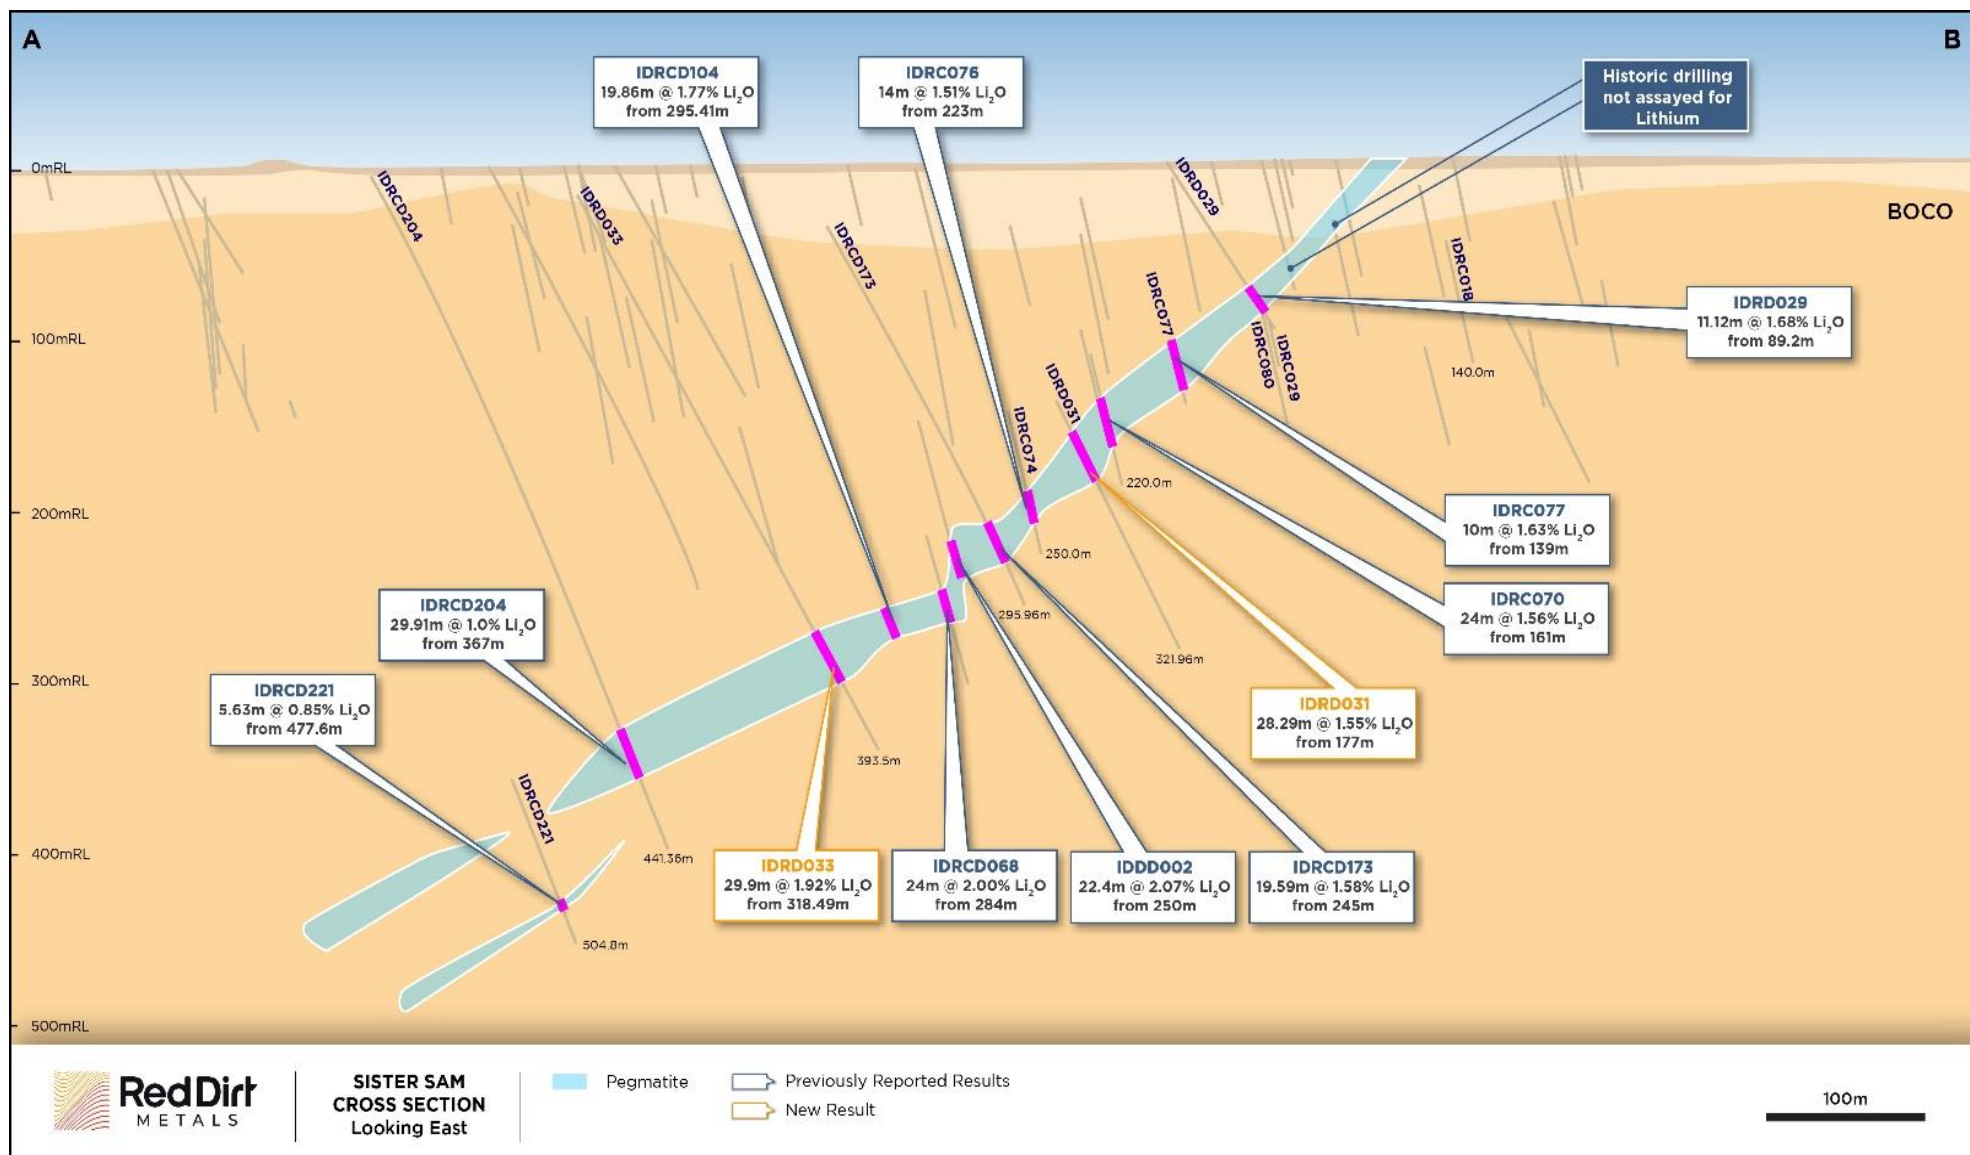 A
B
IDRCD104
19.86m @ 1.77% Li₂O
from 295.41m
IDRC076
14m @ 1.51% Li₂O
from 223m
Historic drilling
not assayed for
Lithium
0mRL
IDRCD204
IDRD033
IDRCD173
IDRD029
BOCO
IDRC018
IDRC077
IDRD029
11.12m @ 1.68% Li₂O
from 89.2m
100mRL
IDRC080
IDRC029
140.0m
IDRD031
IDRC074
220.0m
200mRL
IDRC077
10m @ 1.63% Li₂O
from 139m
250.0m
IDRCD204
29.91m @ 1.0% Li₂O
from 367m
295.96m
IDRC070
24m @ 1.56% Li₂O
from 161m
321.96m
300mRL
IDRCD221
5.63m @ 0.85% Li₂O
from 477.6m
IDRD031
28.29m @ 1.55% Li₂O
from 177m
393.5m
IDRCD221
400mRL
441.36m
IDRD033
29.9m @ 1.92% LI₂O
from 318.49m
IDRCD068
24m @ 2.00% Li₂O
from 284m
IDDD002
22.4m @ 2.07% Li₂O
from 250m
IDRCD173
19.59m @ 1.58% Li₂O
from 245m
504.8m
500mRL
RedDirt
METALS
SISTER SAM
CROSS SECTION
Looking East
Pegmatite
Previously Reported Results
New Result
100m